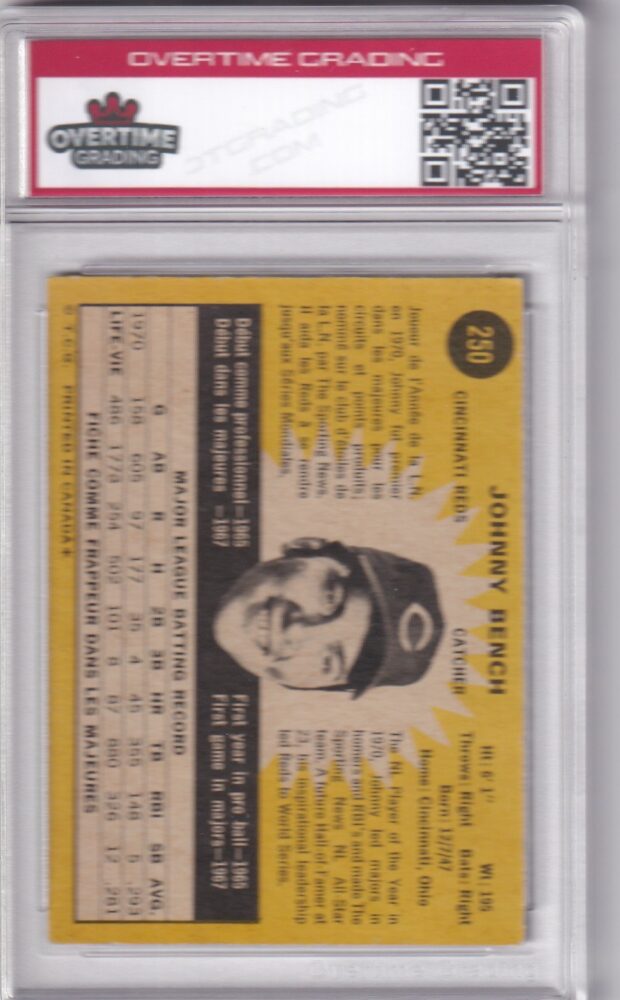 OVERTIME GRADING
OVERTIME
GRADING
OTGRADING
.COM
250
JOHNNY BENCH
CINCINNATI REDS CATCHER
Ht: 6' 1" Wt: 195
Throws: Right Bats: Right
Born: 12/7/47
Home: Cincinnati, Ohio
Joueur de l'Année de la LN
en 1970, Johnny fut premier
dans les majeures pour les
circuits et points produits,
nommé sur le club d'étoiles de
la LN par The Sporting News.
Il aida les Reds à se rendre
jusqu'aux Séries Mondiales.
The NL Player of the Year in
1970, Johnny led majors in
homers and RBI's and made The
Sporting News NL All Star
team. A future Hall of Famer at
23, his inspirational leadership
led Reds to World Series.
Début comme professionnel—1965
Début dans les majeures —1967
First year in pro ball—1965
First game in majors—1967
MAJOR LEAGUE BATTING RECORD
G AB R H 2B 3B HR TB RBI SB AVG.
1970 158 605 97 177 35 4 45 355 148 5 .293
LIFE-VIE 486 1778 254 502 101 8 87 880 326 12 .281
FICHE COMME FRAPPEUR DANS LES MAJEURES
© T.C.G. PRINTED IN CANADA
Overtime Grading